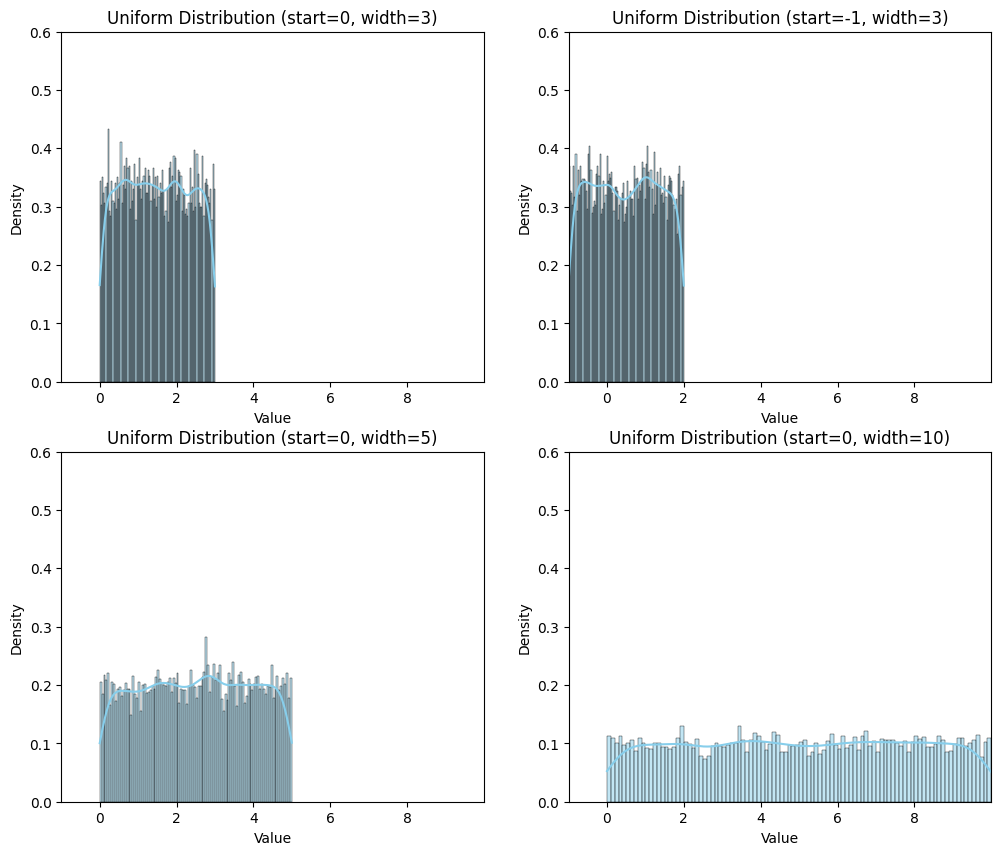 Uniform Distribution (start=0, width=3)
0.6
0.5
0.4
0.3
0.2
0.1
0.0
Density
0 2 4 6 8
Value
Uniform Distribution (start=-1, width=3)
0.6
0.5
0.4
0.3
0.2
0.1
0.0
Density
0 2 4 6 8
Value
Uniform Distribution (start=0, width=5)
0.6
0.5
0.4
0.3
0.2
0.1
0.0
Density
0 2 4 6 8
Value
Uniform Distribution (start=0, width=10)
0.6
0.5
0.4
0.3
0.2
0.1
0.0
Density
0 2 4 6 8
Value